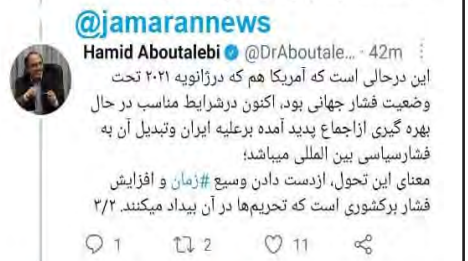 @jamarannews
Hamid Aboutalebi @DrAboutale... · 42m
این درحالی است که آمریکا هم که درژانویه ۲۰۲۱ تحت
وضعیت فشار جهانی بود، اکنون درشرایط مناسب در حال
بهره گیری ازاجماع پدید آمده برعلیه ایران وتبدیل آن به
فشارسیاسی بین المللی میباشد؛
معنای این تحول، ازدست دادن وسیع #زمان و افزایش
فشار برکشوری است که تحریم‌ها در آن بیداد میکنند. ۳/۲
1 2 11